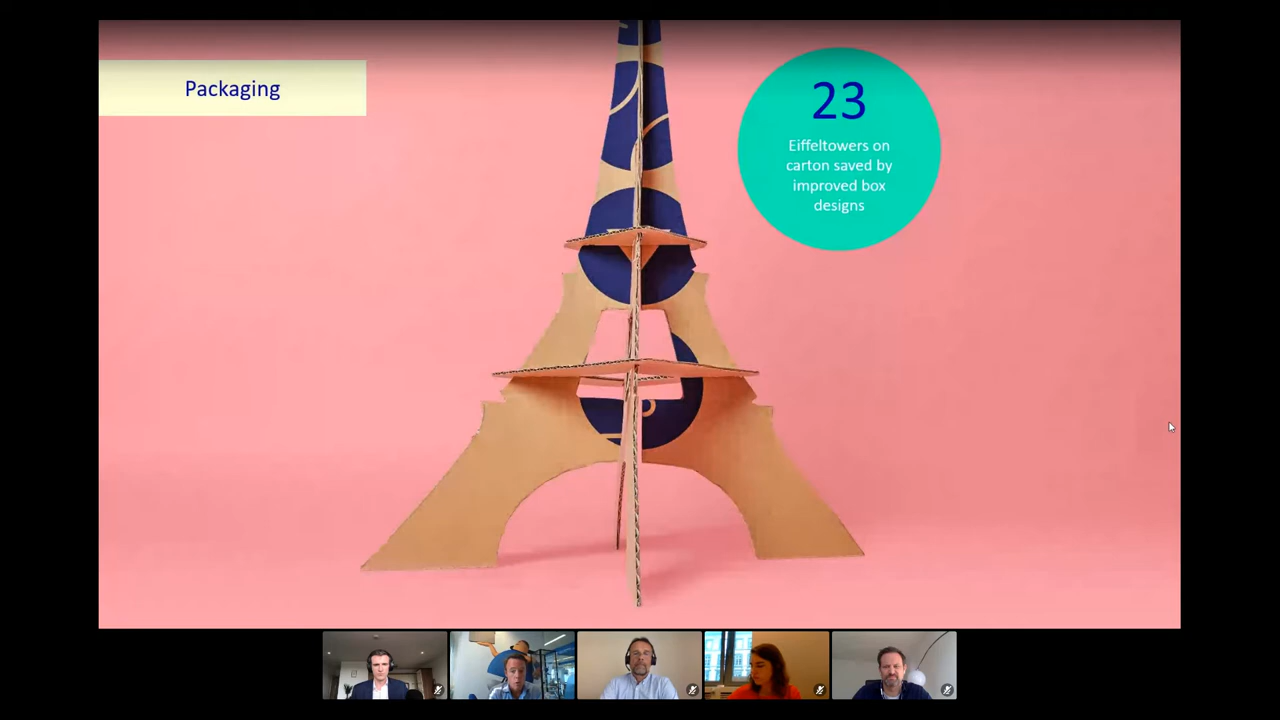 Packaging
23
Eiffeltowers on
carton saved by
improved box
designs